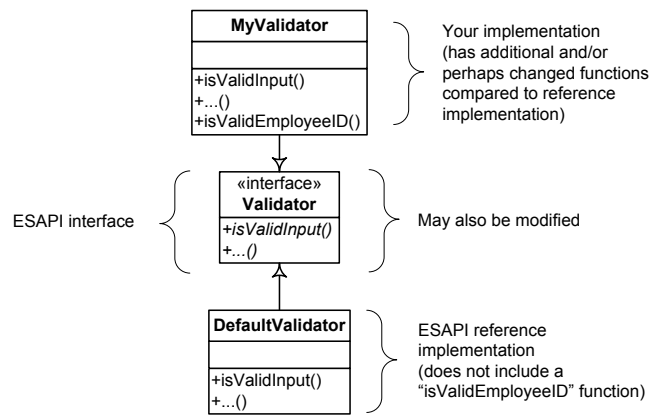 MyValidator
+isValidInput()
+...()
+isValidEmployeeID()
Your implementation
(has additional and/or
perhaps changed functions
compared to reference
implementation)
ESAPI interface
«interface»
Validator
+isValidInput()
+...()
May also be modified
DefaultValidator
+isValidInput()
+...()
ESAPI reference
implementation
(does not include a
“isValidEmployeeID” function)